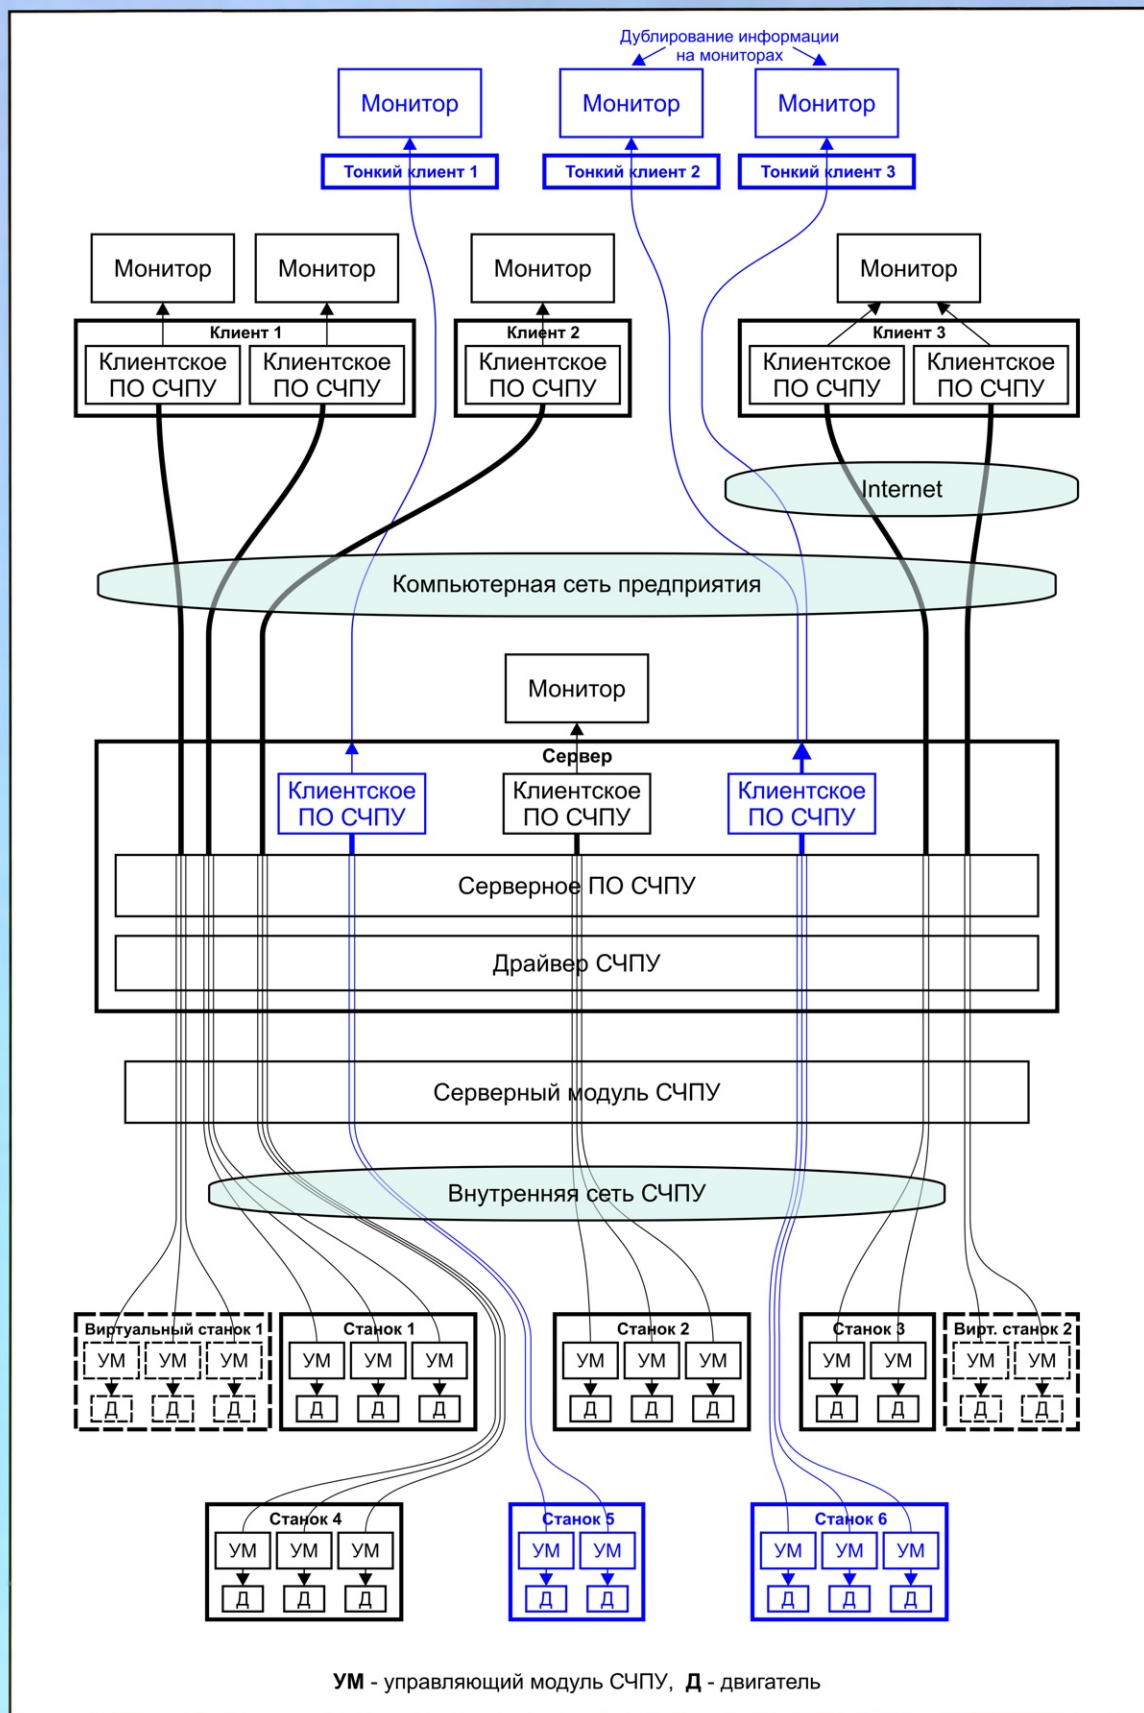 Дублирование информации
на мониторах
Монитор
Монитор
Монитор
Тонкий клиент 1
Тонкий клиент 2
Тонкий клиент 3
Монитор
Монитор
Монитор
Монитор
Клиент 1
Клиент 2
Клиент 3
Клиентское
ПО СЧПУ
Клиентское
ПО СЧПУ
Клиентское
ПО СЧПУ
Клиентское
ПО СЧПУ
Клиентское
ПО СЧПУ
Internet
Компьютерная сеть предприятия
Монитор
Сервер
Клиентское
ПО СЧПУ
Клиентское
ПО СЧПУ
Клиентское
ПО СЧПУ
Серверное ПО СЧПУ
Драйвер СЧПУ
Серверный модуль СЧПУ
Внутренняя сеть СЧПУ
Виртуальный станок 1
УМ
УМ
УМ
Д
Д
Д
Станок 1
УМ
УМ
УМ
Д
Д
Д
Станок 2
УМ
УМ
УМ
Д
Д
Д
Станок 3
УМ
УМ
Д
Д
Вирт. станок 2
УМ
УМ
Д
Д
Станок 4
УМ
УМ
УМ
Д
Д
Д
Станок 5
УМ
УМ
Д
Д
Станок 6
УМ
УМ
УМ
Д
Д
Д
УМ - управляющий модуль СЧПУ, Д - двигатель